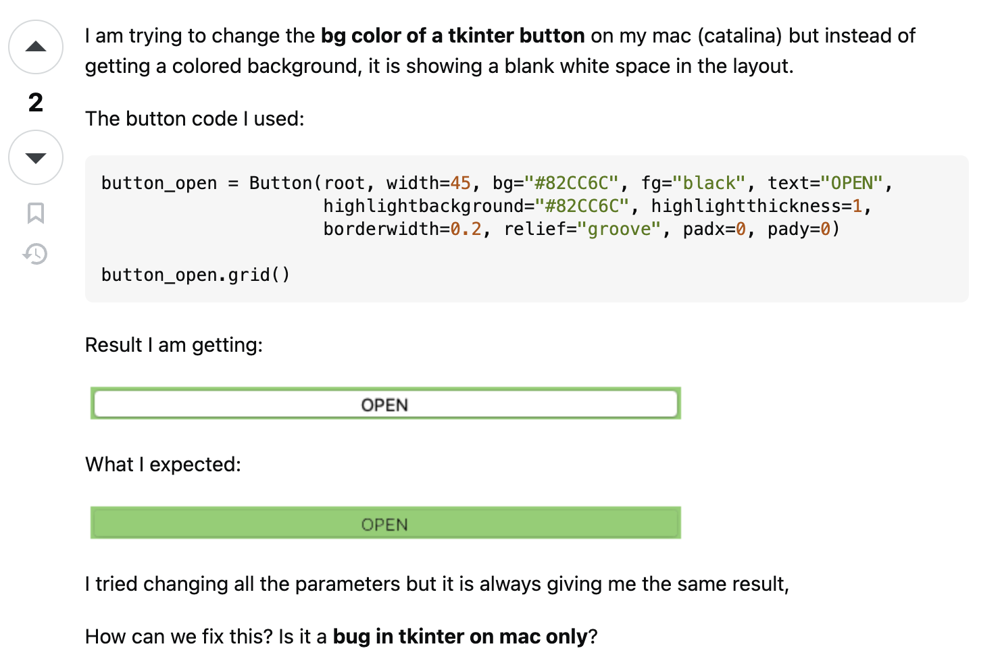 I am trying to change the bg color of a tkinter button on my mac (catalina) but instead of
getting a colored background, it is showing a blank white space in the layout.
2
The button code I used:
button_open = Button(root, width=45, bg="#82CC6C", fg="black", text="OPEN",
highlightbackground="#82CC6C", highlightthickness=1,
borderwidth=0.2, relief="groove", padx=0, pady=0)
button_open.grid()
Result I am getting:
OPEN
What I expected:
OPEN
I tried changing all the parameters but it is always giving me the same result,
How can we fix this? Is it a bug in tkinter on mac only?